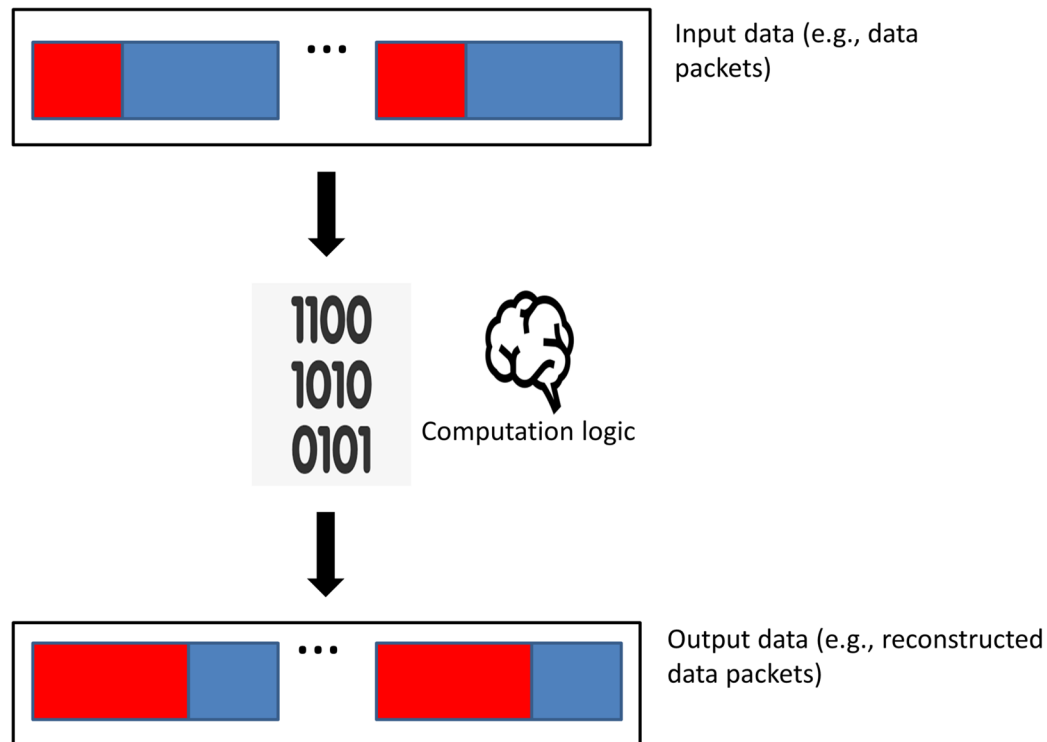 Input data (e.g., data
packets)
...
1100
1010
0101
Computation logic
...
Output data (e.g., reconstructed
data packets)